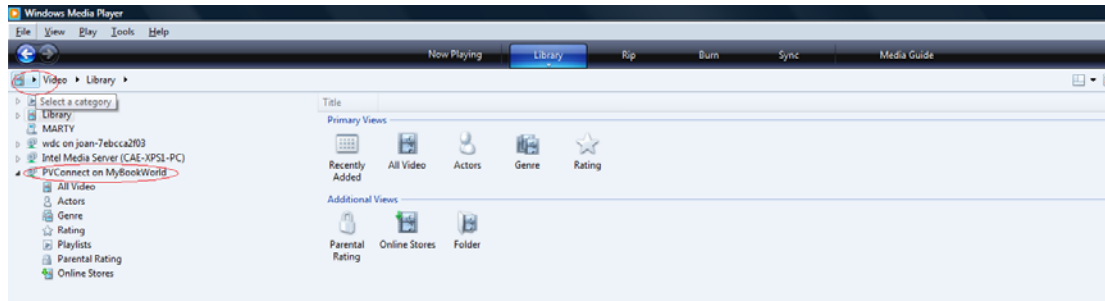 Windows Media Player
File View Play Tools Help
Now Playing Library Rip Burn Sync Media Guide
Video Library
Select a category
Library
MARTY
wdc on joan-7ebcca2f03
Intel Media Server (CAE-XPS1-PC)
PVConnect on MyBookWorld
All Video
Actors
Genre
Rating
Playlists
Parental Rating
Online Stores
Title
Primary Views
Recently Added
All Video
Actors
Genre
Rating
Additional Views
Parental Rating
Online Stores
Folder